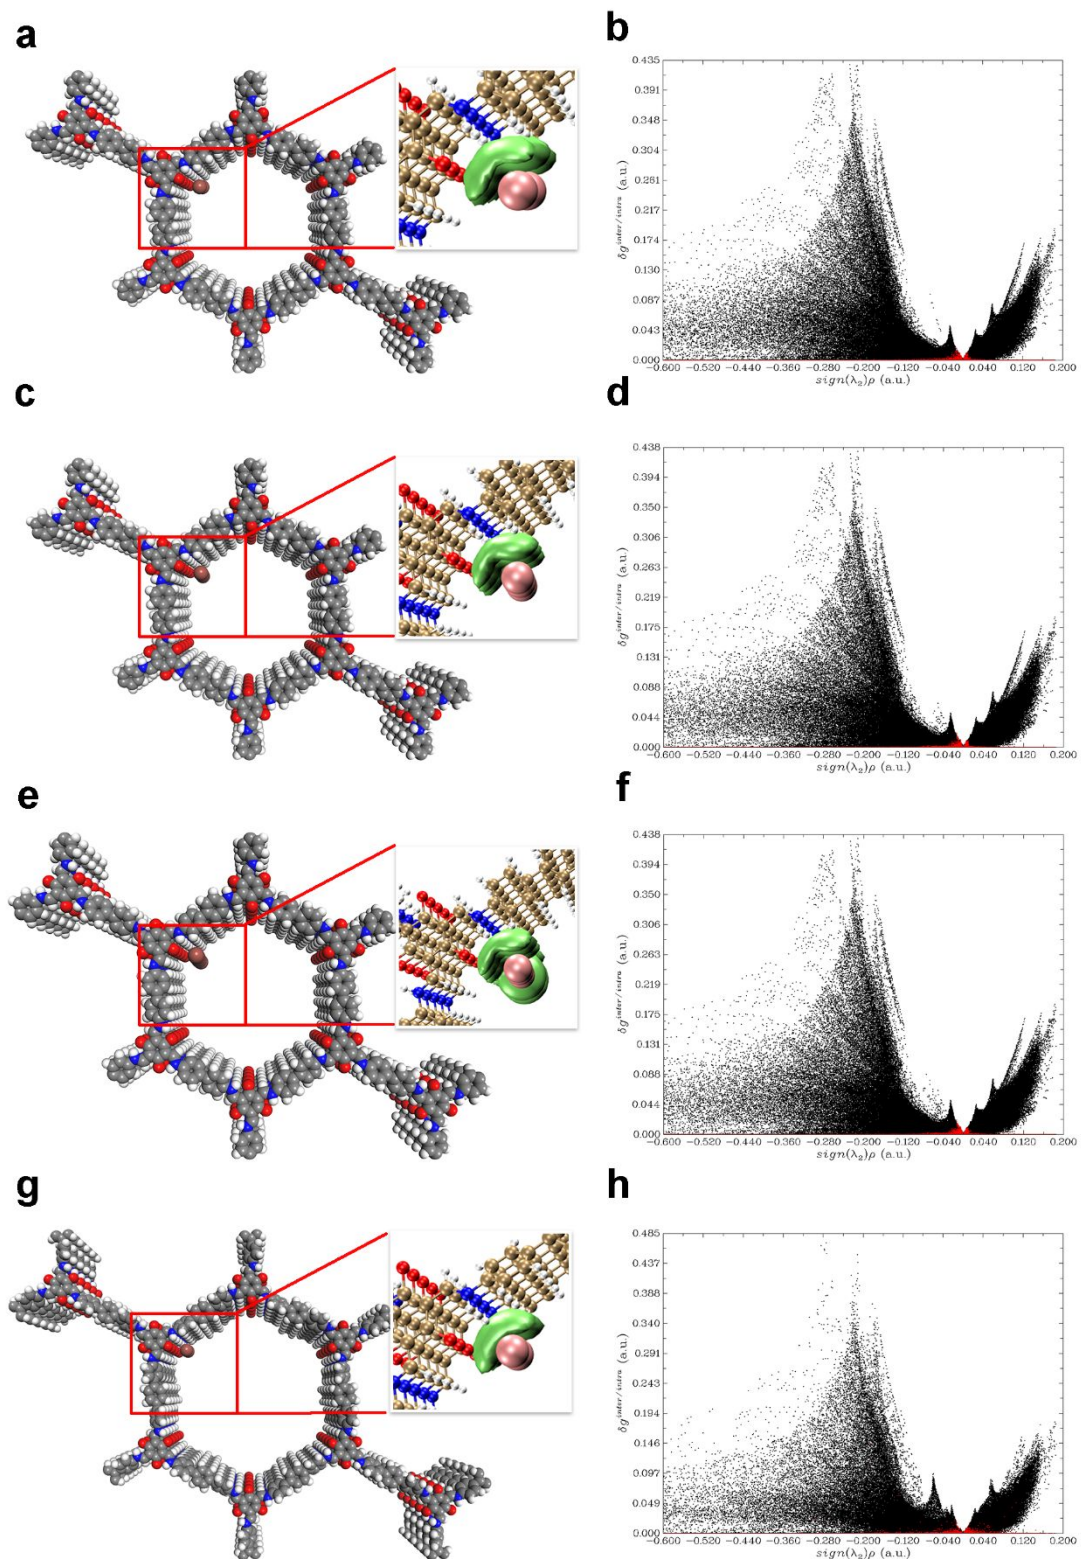 a
b
0.435
0.391
0.348
0.304
0.261
0.217
0.174
0.130
0.087
0.043
0.000
δg^inter/intra (a.u.)
−0.600 −0.520 −0.440 −0.360 −0.280 −0.200 −0.120 −0.040 0.040 0.120 0.200
sign(λ₂)ρ (a.u.)
c
d
0.438
0.394
0.350
0.306
0.263
0.219
0.175
0.131
0.088
0.044
0.000
δg^inter/intra (a.u.)
−0.600 −0.520 −0.440 −0.360 −0.280 −0.200 −0.120 −0.040 0.040 0.120 0.200
sign(λ₂)ρ (a.u.)
e
f
0.438
0.394
0.350
0.306
0.263
0.219
0.175
0.131
0.088
0.044
0.000
δg^inter/intra (a.u.)
−0.600 −0.520 −0.440 −0.360 −0.280 −0.200 −0.120 −0.040 0.040 0.120 0.200
sign(λ₂)ρ (a.u.)
g
h
0.485
0.437
0.388
0.340
0.291
0.243
0.194
0.146
0.097
0.049
0.000
δg^inter/intra (a.u.)
−0.600 −0.520 −0.440 −0.360 −0.280 −0.200 −0.120 −0.040 0.040 0.120 0.200
sign(λ₂)ρ (a.u.)